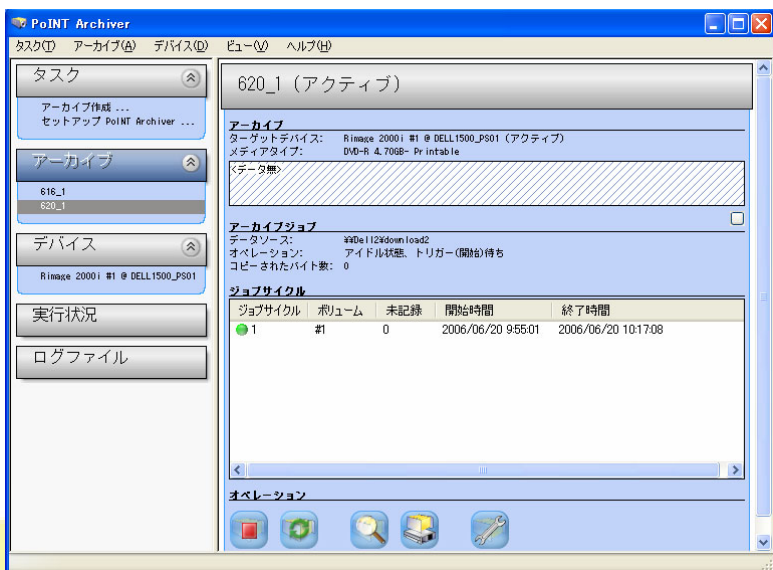 PoINT Archiver
タスク(T) アーカイブ(A) デバイス(D) ビュー(V) ヘルプ(H)
タスク
アーカイブ作成 ...
セットアップ PoINT Archiver ...
アーカイブ
616_1
620_1
デバイス
Rimage 2000i #1 @ DELL1500_PS01
実行状況
ログファイル
620_1 (アクティブ)
アーカイブ
ターゲットデバイス: Rimage 2000i #1 @ DELL1500_PS01 (アクティブ)
メディアタイプ: DVD-R 4.70GB- Printable
<データ無>
アーカイブジョブ
データソース: ¥¥Dell2¥download2
オペレーション: アイドル状態、トリガー(開始)待ち
コピーされたバイト数: 0
ジョブサイクル
ジョブサイクル ボリューム 未記録 開始時間 終了時間
1 #1 0 2006/06/20 9:55:01 2006/06/20 10:17:08
オペレーション